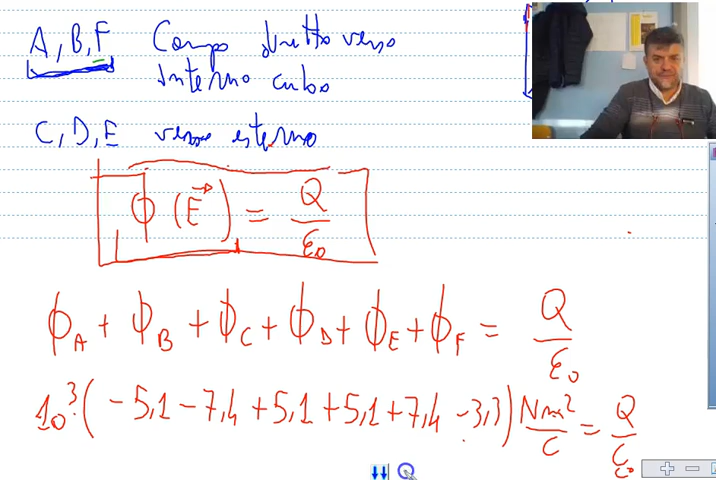 A, B, F Campo diretto verso
interno cubo
C, D, E verso esterno
ϕ (E⃗) = Q/ε₀
ϕ_A + ϕ_B + ϕ_C + ϕ_D + ϕ_E + ϕ_F = Q/ε₀
10³ (-5,1 - 7,4 + 5,1 + 5,1 + 7,4 - 3,3) Nm²/C = Q/ε₀